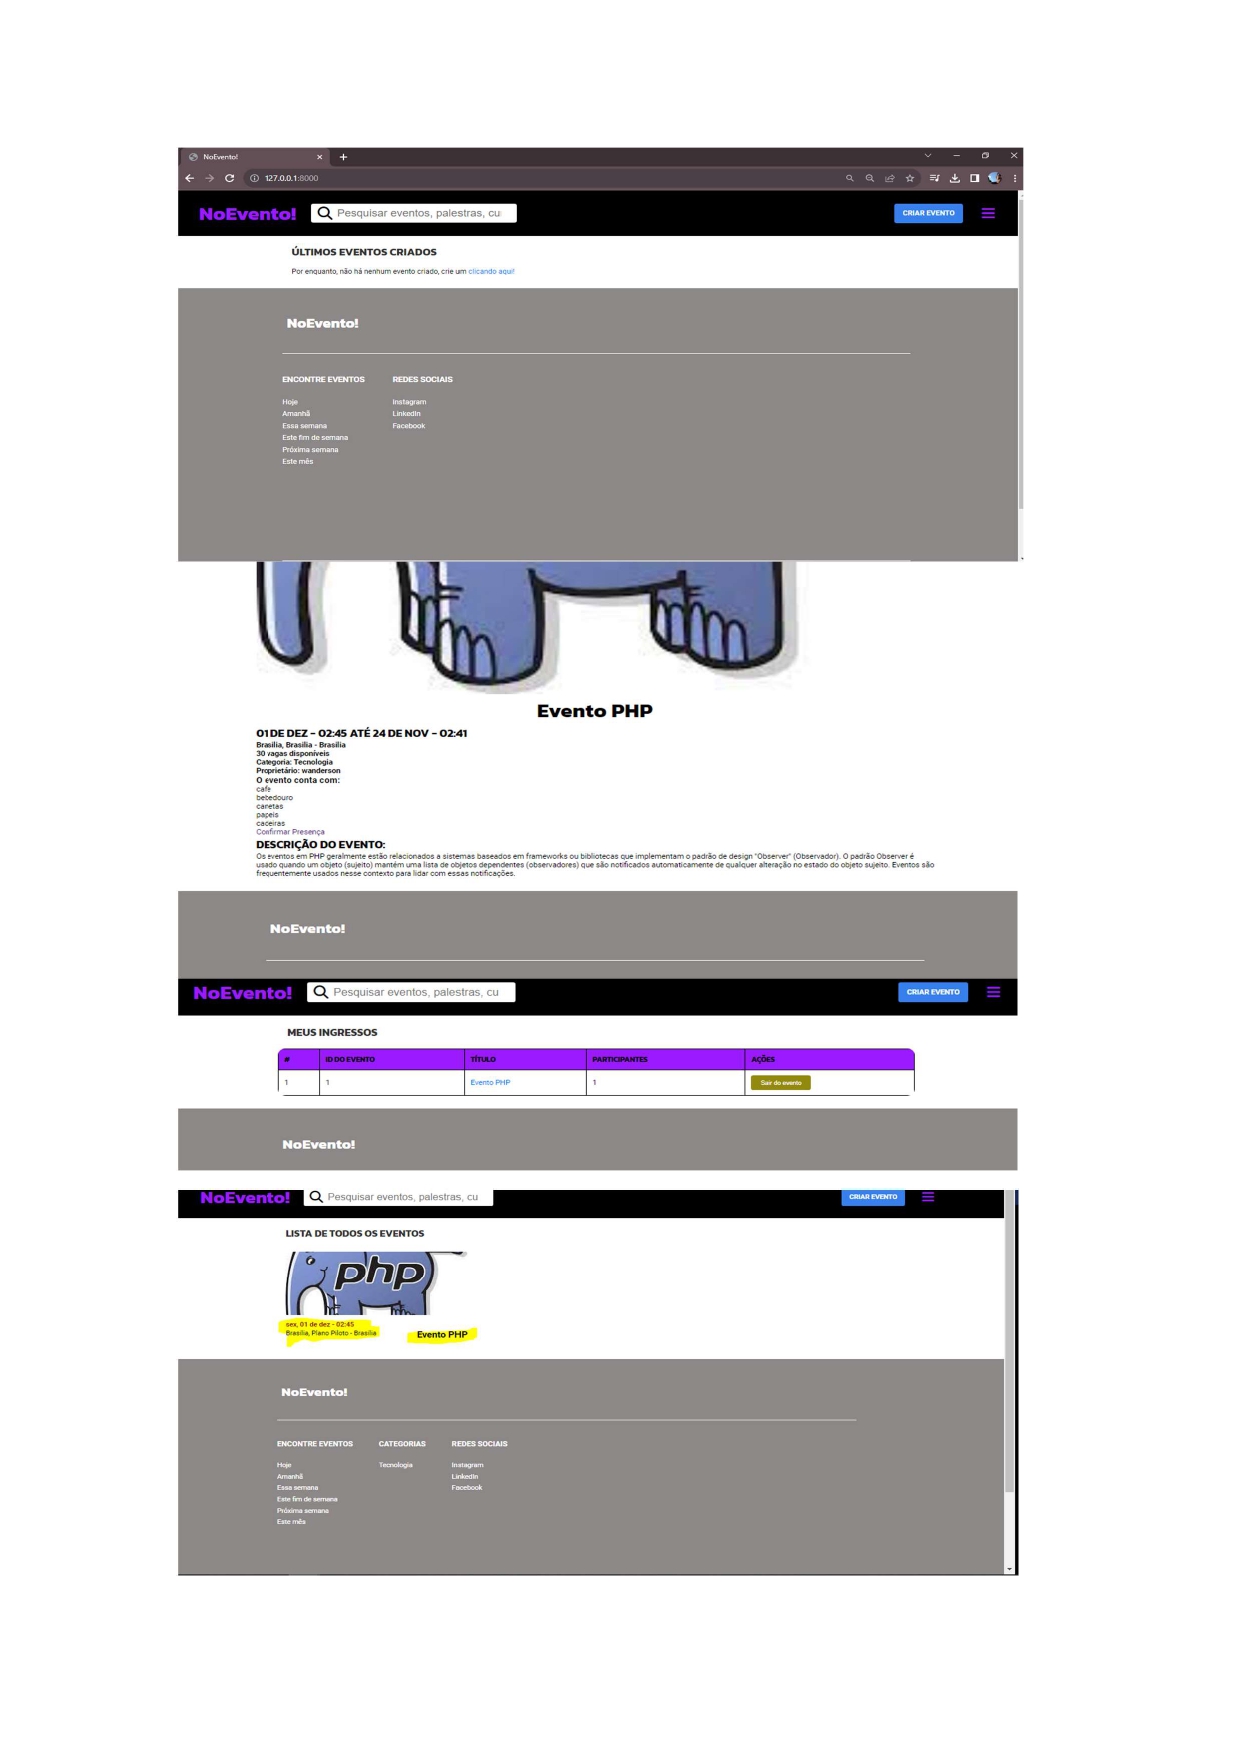 NoEvento!
127.0.0.1:8000
NoEvento! Pesquisar eventos, palestras, cu CRIAR EVENTO
ÚLTIMOS EVENTOS CRIADOS
Por enquanto, não há nenhum evento criado, crie um clicando aqui!
NoEvento!
ENCONTRE EVENTOS REDES SOCIAIS
Hoje Instagram
Amanhã LinkedIn
Essa semana Facebook
Este fim de semana
Próxima semana
Este mês
Evento PHP
01 DE DEZ - 02:45 ATÉ 24 DE NOV - 02:41
Brasília, Brasilia - Brasília
30 vagas disponíveis
Categoria: Tecnologia
Proprietário: wanderson
O evento conta com:
cafe
bebedouro
canetas
papeis
cadeiras
Confirmar Presença
DESCRIÇÃO DO EVENTO:
Os eventos em PHP geralmente estão relacionados a sistemas baseados em frameworks ou bibliotecas que implementam o padrão de design "Observer" (Observador). O padrão Observer é
usado quando um objeto (sujeito) mantém uma lista de objetos dependentes (observadores) que são notificados automaticamente de qualquer alteração no estado do objeto sujeito. Eventos são
frequentemente usados nesse contexto para lidar com essas notificações.
NoEvento!
NoEvento! Pesquisar eventos, palestras, cu CRIAR EVENTO
MEUS INGRESSOS
# ID DO EVENTO TÍTULO PARTICIPANTES AÇÕES
1 1 Evento PHP 1 Sair do evento
NoEvento!
NoEvento! Pesquisar eventos, palestras, cu CRIAR EVENTO
LISTA DE TODOS OS EVENTOS
php
sex, 01 de dez - 02:45
Brasília, Plano Piloto - Brasília
Evento PHP
NoEvento!
ENCONTRE EVENTOS CATEGORIAS REDES SOCIAIS
Hoje Tecnologia Instagram
Amanhã LinkedIn
Essa semana Facebook
Este fim de semana
Próxima semana
Este mês